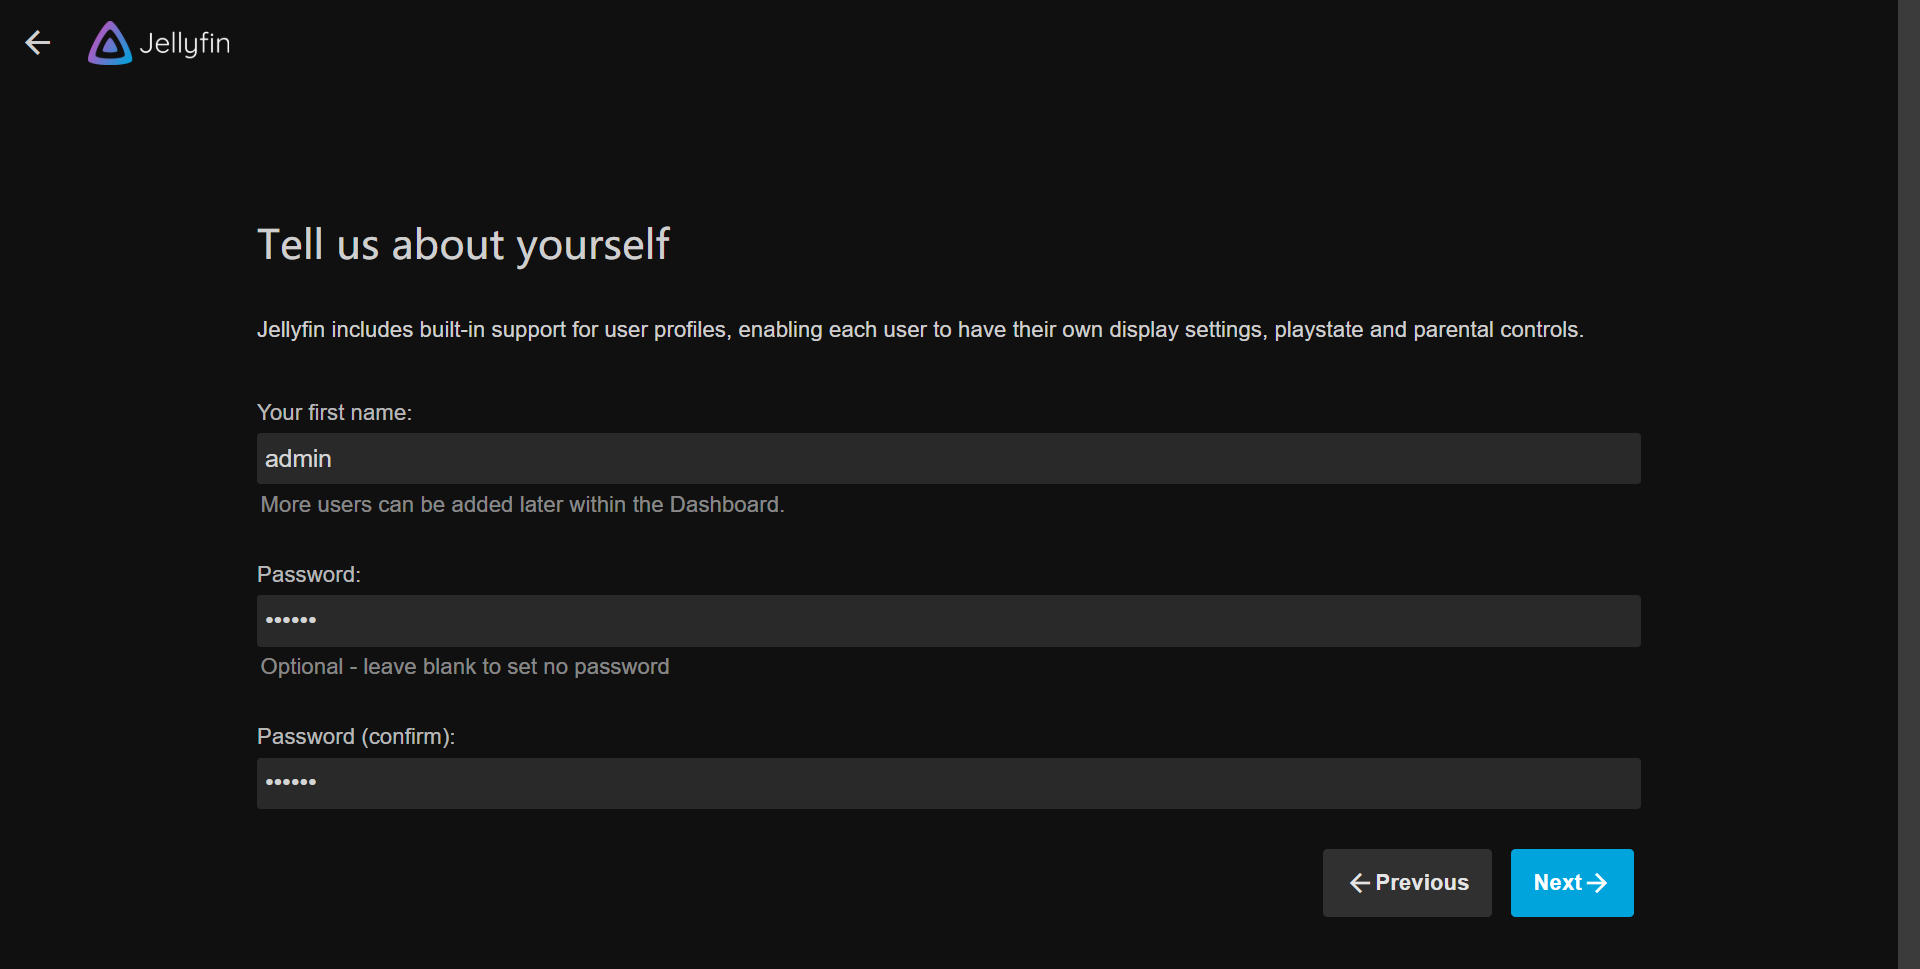 Jellyfin
Tell us about yourself
Jellyfin includes built-in support for user profiles, enabling each user to have their own display settings, playstate and parental controls.
Your first name:
admin
More users can be added later within the Dashboard.
Password:
••••••
Optional - leave blank to set no password
Password (confirm):
••••••
Previous
Next